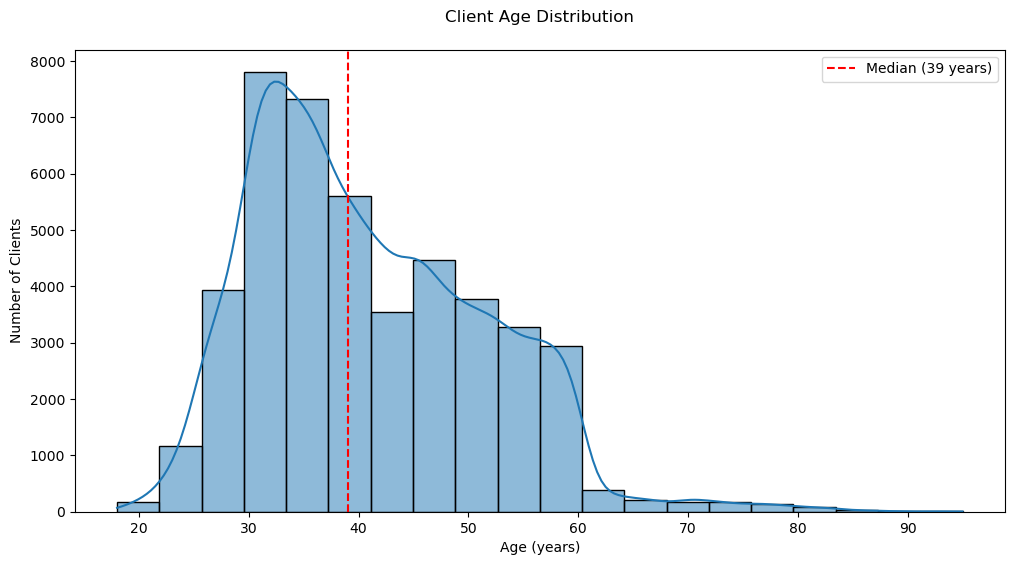 Client Age Distribution
Median (39 years)
8000
7000
6000
5000
4000
3000
2000
1000
0
Number of Clients
20 30 40 50 60 70 80 90
Age (years)